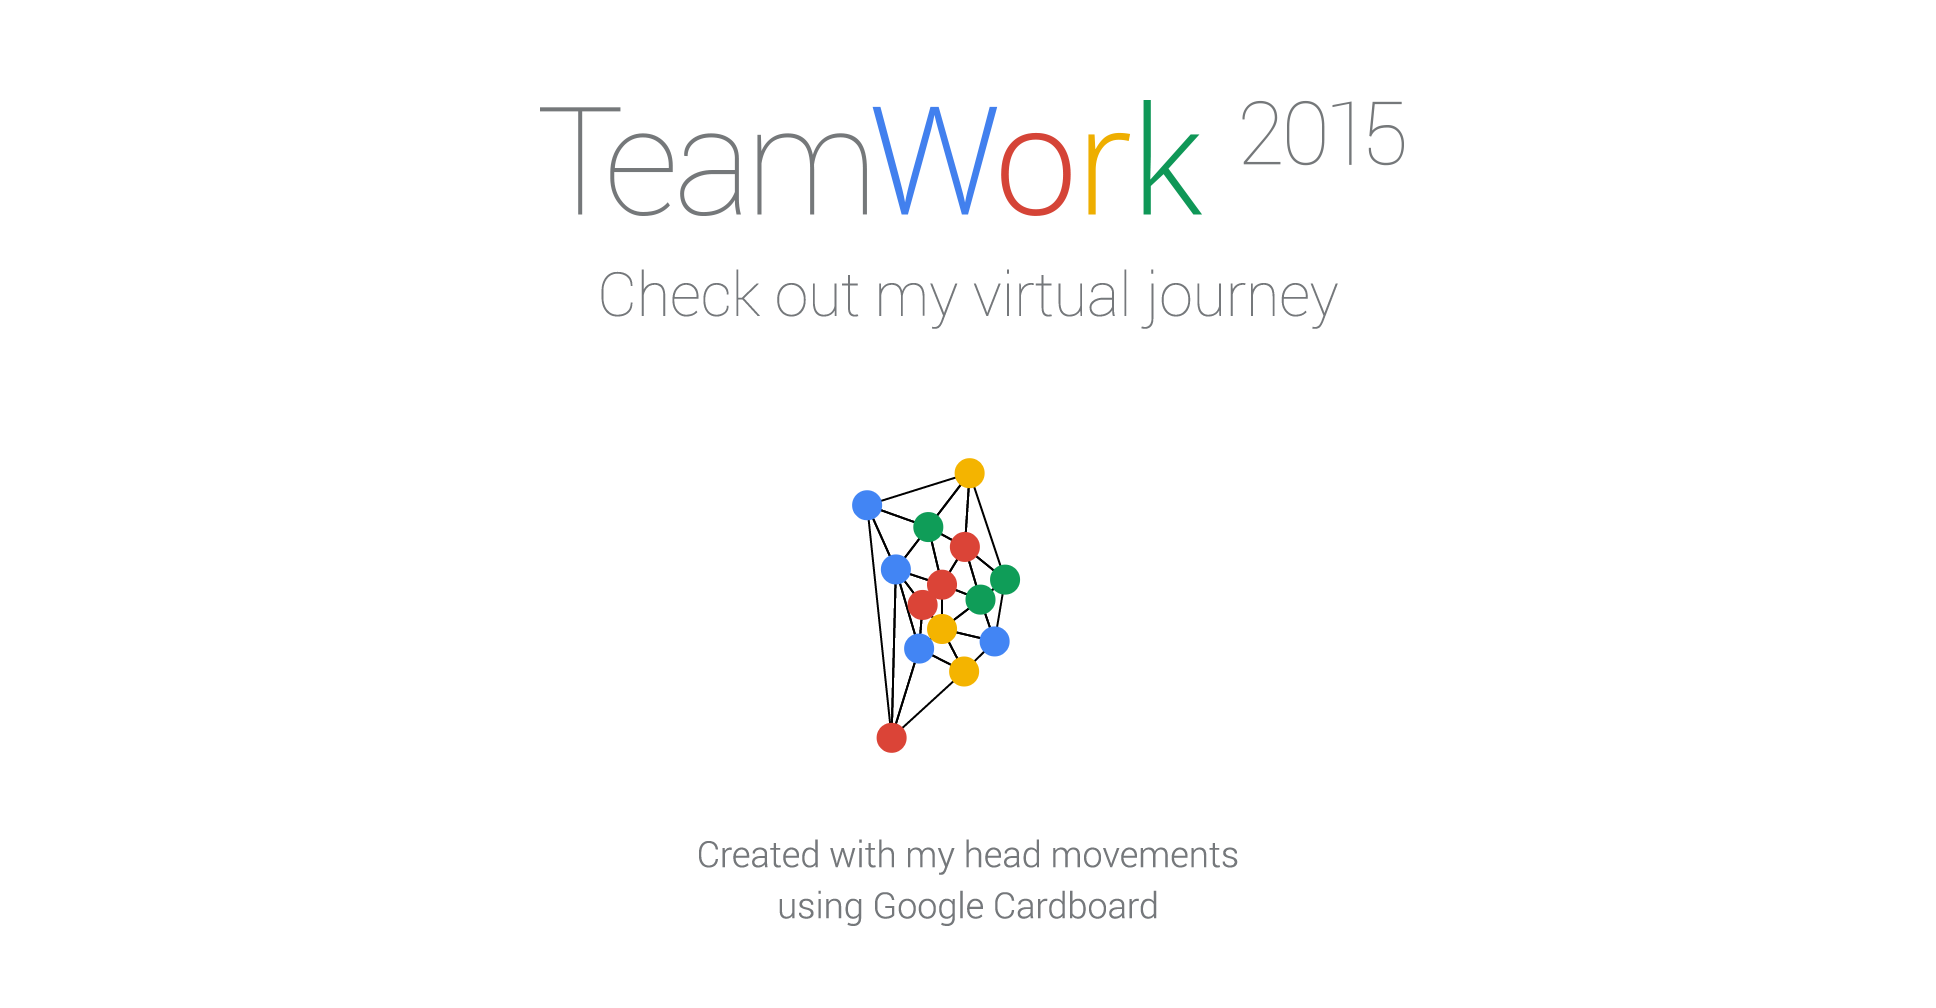 TeamWork 2015
Check out my virtual journey
Created with my head movements
using Google Cardboard